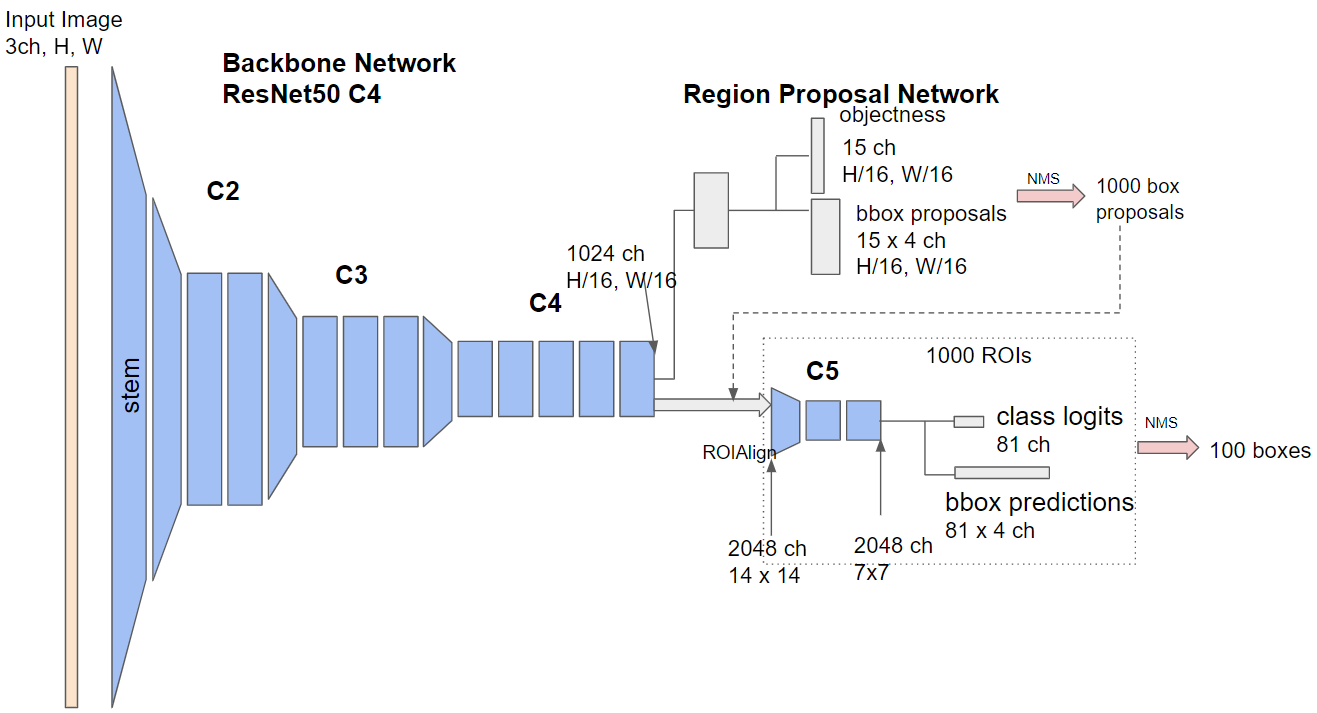 Input Image
3ch, H, W
Backbone Network
ResNet50 C4
Region Proposal Network
objectness
15 ch
H/16, W/16
NMS
1000 box
proposals
bbox proposals
15 x 4 ch
H/16, W/16
C2
C3
1024 ch
H/16, W/16
C4
stem
1000 ROIs
C5
class logits
81 ch
ROIAlign
NMS
100 boxes
bbox predictions
81 x 4 ch
2048 ch
14 x 14
2048 ch
7x7